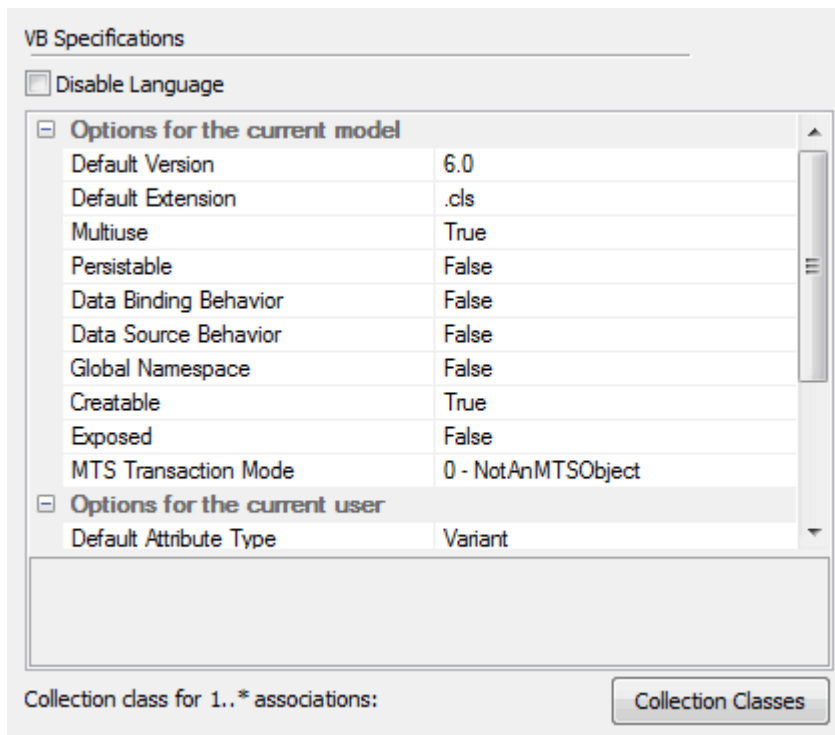 VB Specifications
Disable Language
Options for the current model
Default Version 6.0
Default Extension .cls
Multiuse True
Persistable False
Data Binding Behavior False
Data Source Behavior False
Global Namespace False
Creatable True
Exposed False
MTS Transaction Mode 0 - NotAnMTSObject
Options for the current user
Default Attribute Type Variant
Collection class for 1..* associations: Collection Classes